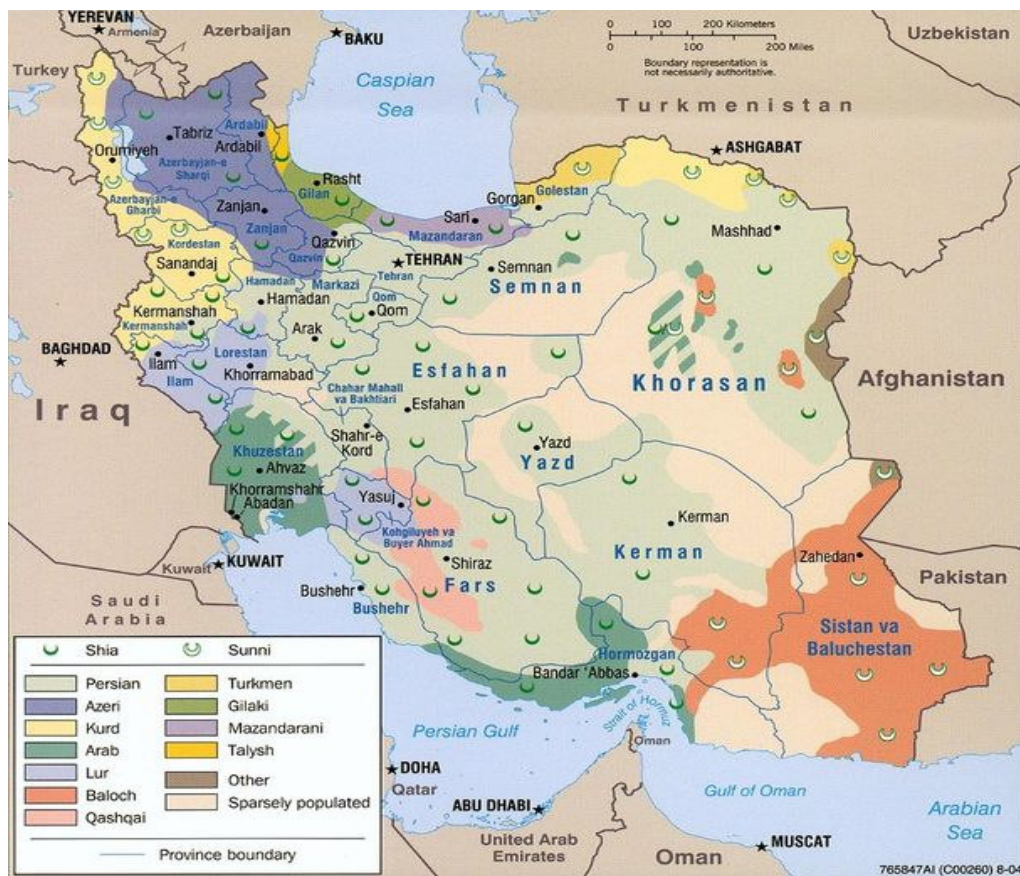 YEREVAN
Armenia
Azerbaijan
BAKU
0 100 200 Kilometers
0 100 200 Miles
Boundary representation is
not necessarily authoritative.
Uzbekistan
Turkey
Caspian
Sea
Turkmenistan
ASHGABAT
Tabriz
Ardabil
Ardabil
Orumiyeh
Azerbayjan-e
Sharqi
Rasht
Gilan
Golestan
Gorgan
Azerbayjan-e
Gharbi
Zanjan
Zanjan
Sari
Mazandaran
Mashhad
Kordestan
Qazvin
Qazvin
TEHRAN
Tehran
Sanandaj
Semnan
Semnan
Hamadan
Markazi
Hamadan
Qom
Qom
Kermanshah
Kermanshah
Arak
BAGHDAD
Ilam
Ilam
Lorestan
Khorramabad
Esfahan
Khorasan
Afghanistan
Iraq
Chahar Mahall
va Bakhtiari
Esfahan
Shahr-e
Kord
Yazd
Yazd
Khuzestan
Ahvaz
Khorramshahr
Abadan
Yasuj
Kohgiluyeh va
Buyer Ahmad
Kerman
Kerman
Zahedan
Kuwait
KUWAIT
Shiraz
Fars
Bushehr
Bushehr
Pakistan
Saudi
Arabia
Sistan va
Baluchestan
Hormozgan
Bandar 'Abbas
Strait of Hormuz
Persian Gulf
Oman
DOHA
Qatar
ABU DHABI
United Arab
Emirates
Gulf of Oman
MUSCAT
Oman
Arabian
Sea
Shia
Sunni
Persian
Azeri
Kurd
Arab
Lur
Baloch
Qashqai
Turkmen
Gilaki
Mazandarani
Talysh
Other
Sparsely populated
Province boundary
765847AI (C00260) 8-04